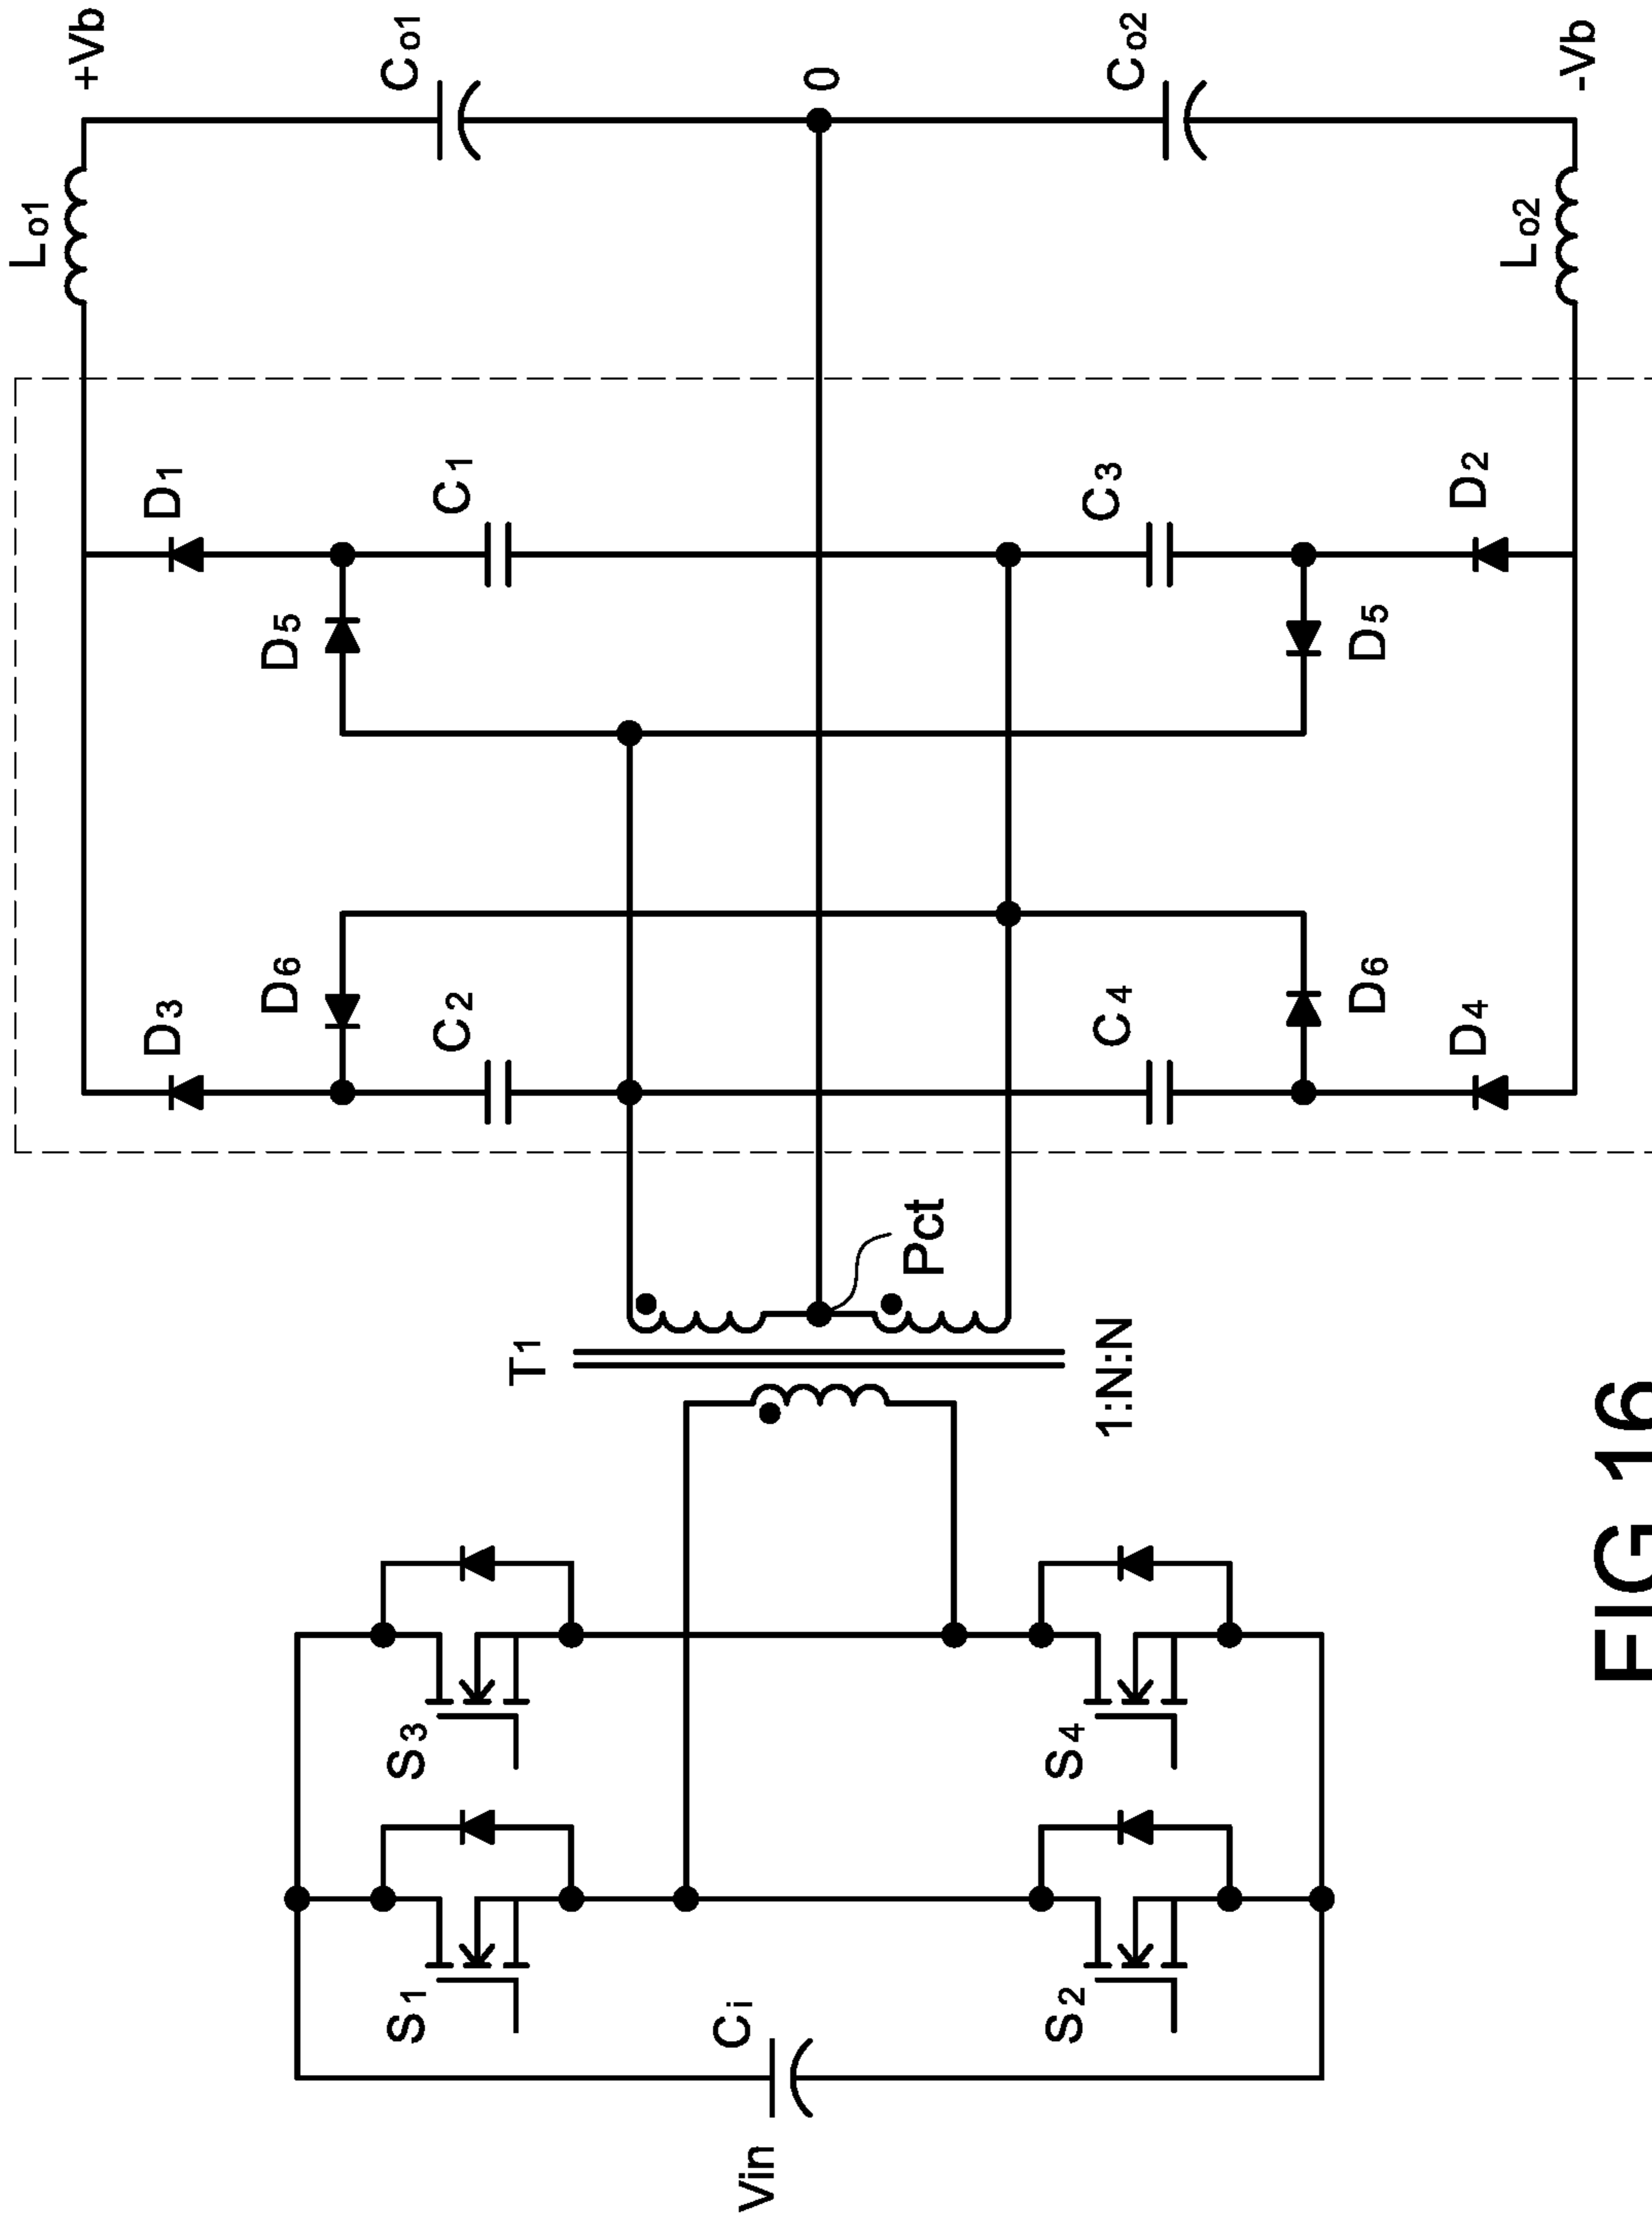 Vin
Ci
S1
S2
S3
S4
T1
1:N:N
Pct
D3
D6
C2
C4
D6
D4
D1
D5
C1
C3
D5
D2
Lo1
Lo2
+Vb
Co1
0
Co2
-Vb
FIG 16